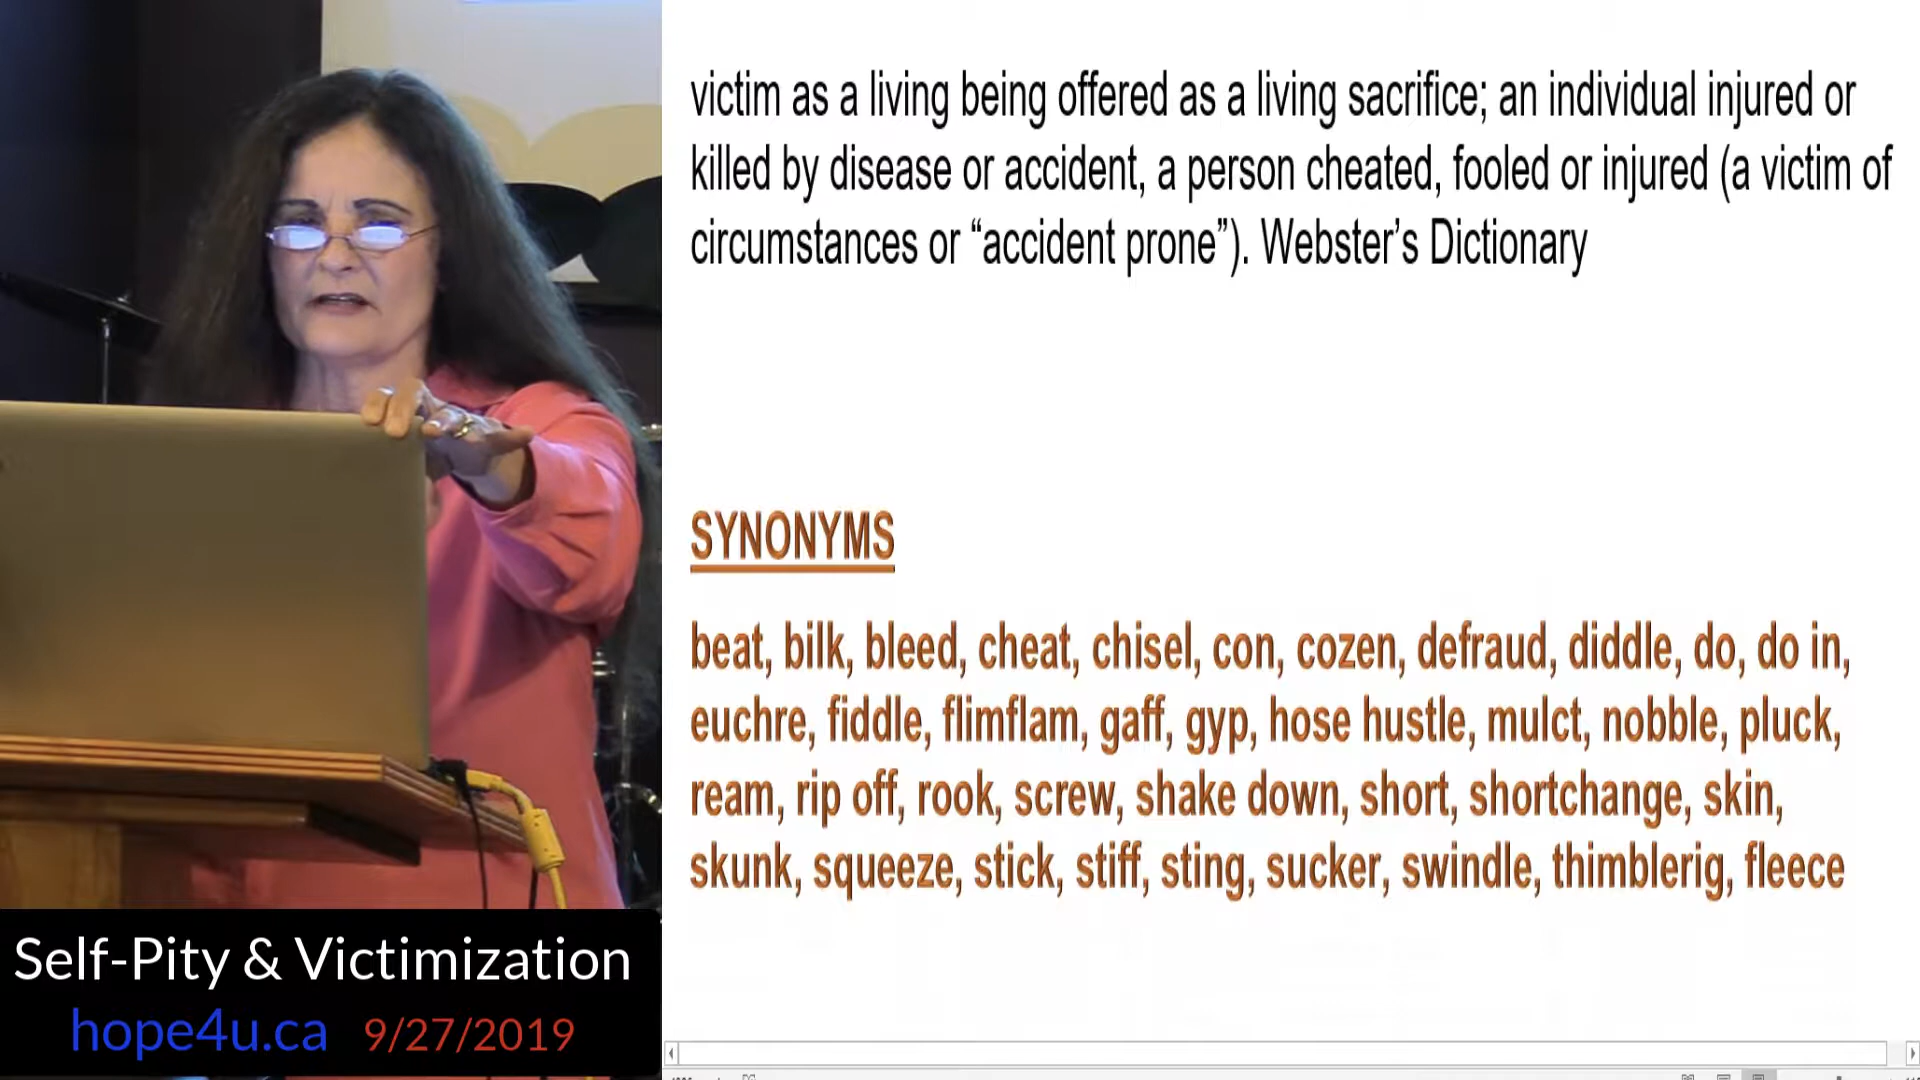 victim as a living being offered as a living sacrifice; an individual injured or
killed by disease or accident, a person cheated, fooled or injured (a victim of
circumstances or “accident prone”). Webster’s Dictionary
SYNONYMS
beat, bilk, bleed, cheat, chisel, con, cozen, defraud, diddle, do, do in,
euchre, fiddle, flimflam, gaff, gyp, hose hustle, mulct, nobble, pluck,
ream, rip off, rook, screw, shake down, short, shortchange, skin,
skunk, squeeze, stick, stiff, sting, sucker, swindle, thimblerig, fleece
Self-Pity & Victimization
hope4u.ca 9/27/2019